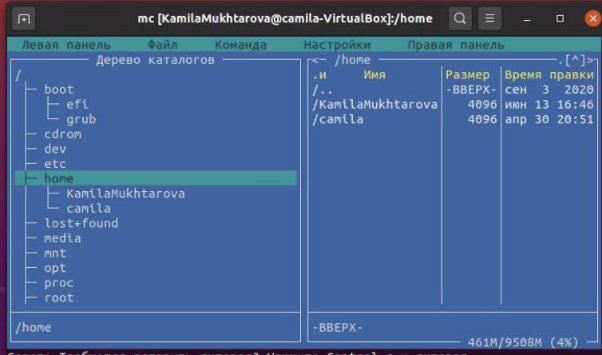 mc [KamilaMukhtarova@camila-VirtualBox]:/home
Левая панель Файл Команда Настройки Правая панель
Дерево каталогов
/
boot
efi
grub
cdrom
dev
etc
home
KamilaMukhtarova
camila
lost+found
media
mnt
opt
proc
root
/home
<— /home .[^]>
.и Имя Размер Время правки
/.. -ВВЕРХ- сен 3 2020
/KamilaMukhtarova 4096 июн 13 16:46
/camila 4096 апр 30 20:51
-ВВЕРХ-
461M/9508M (4%)